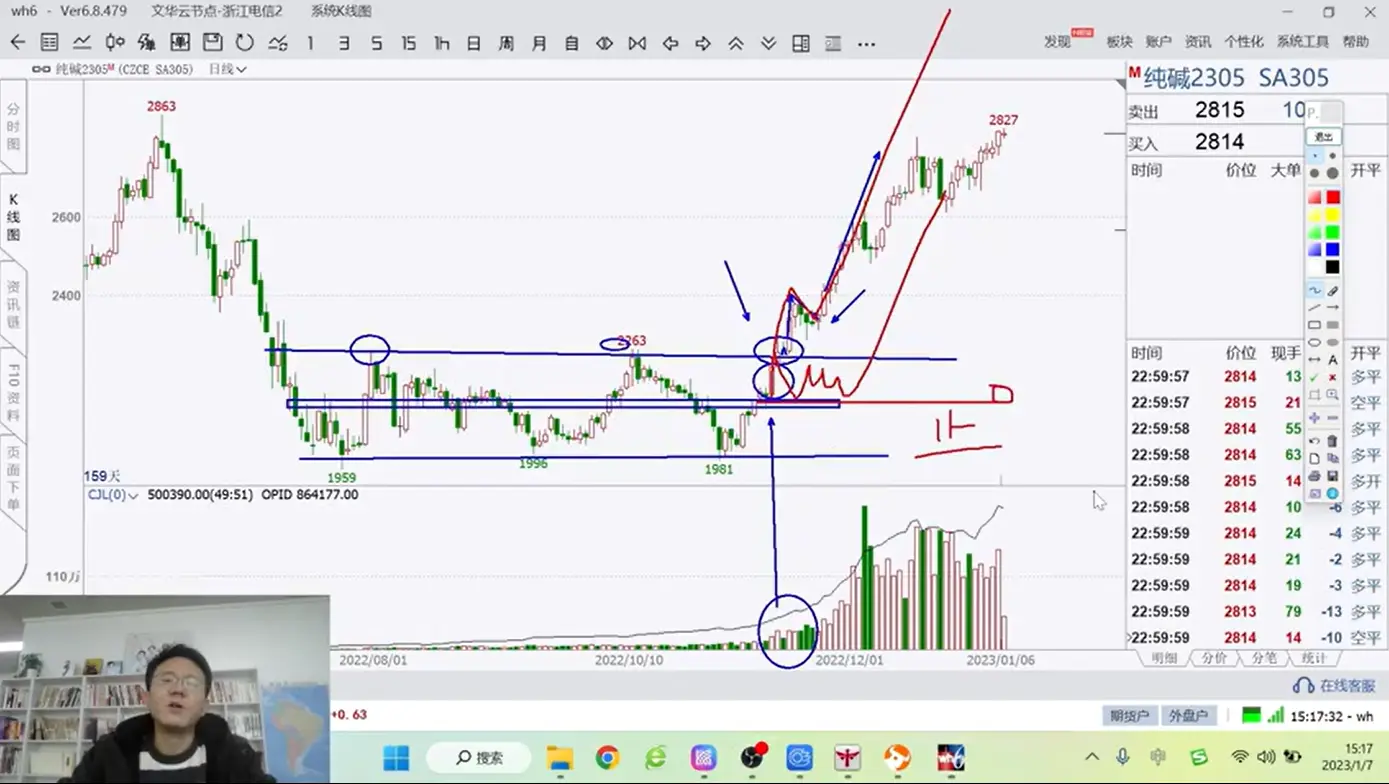 wh6 - Ver6.8.479 文华云节点-浙江电信2 系统K线图
1 3 5 15 1h 日 周 月 自
发现 板块 账户 资讯 个性化 系统工具 帮助
纯碱2305M (CZCE SA305) 日线
M纯碱2305 SA305
卖出 2815 10
买入 2814
退出
时间 价位 大单 开平
分时图
K线图
资讯链
F10资料
页面下单
2863
2827
2600
2400
2263
D
1F
1959
1996
1981
159天
CJL(0) 500390.00(49:51) OPID 864177.00
110万
2022/08/01 2022/10/10 2022/12/01 2023/01/06
时间 价位 现手 开平
22:59:57 2814 13 多平
22:59:57 2815 21 空平
22:59:58 2814 55 多平
22:59:58 2814 63 多平
22:59:58 2815 14 多开
22:59:58 2814 10 -6 多平
22:59:59 2814 24 -4 多平
22:59:59 2814 21 -2 多平
22:59:59 2814 19 -3 多平
22:59:59 2813 79 -13 多平
22:59:59 2814 14 -10 空平
明细 分价 分笔 统计
在线客服
+0.63
期货户 外盘户 15:17:32 - wh
搜索
wh6
15:17
2023/1/7